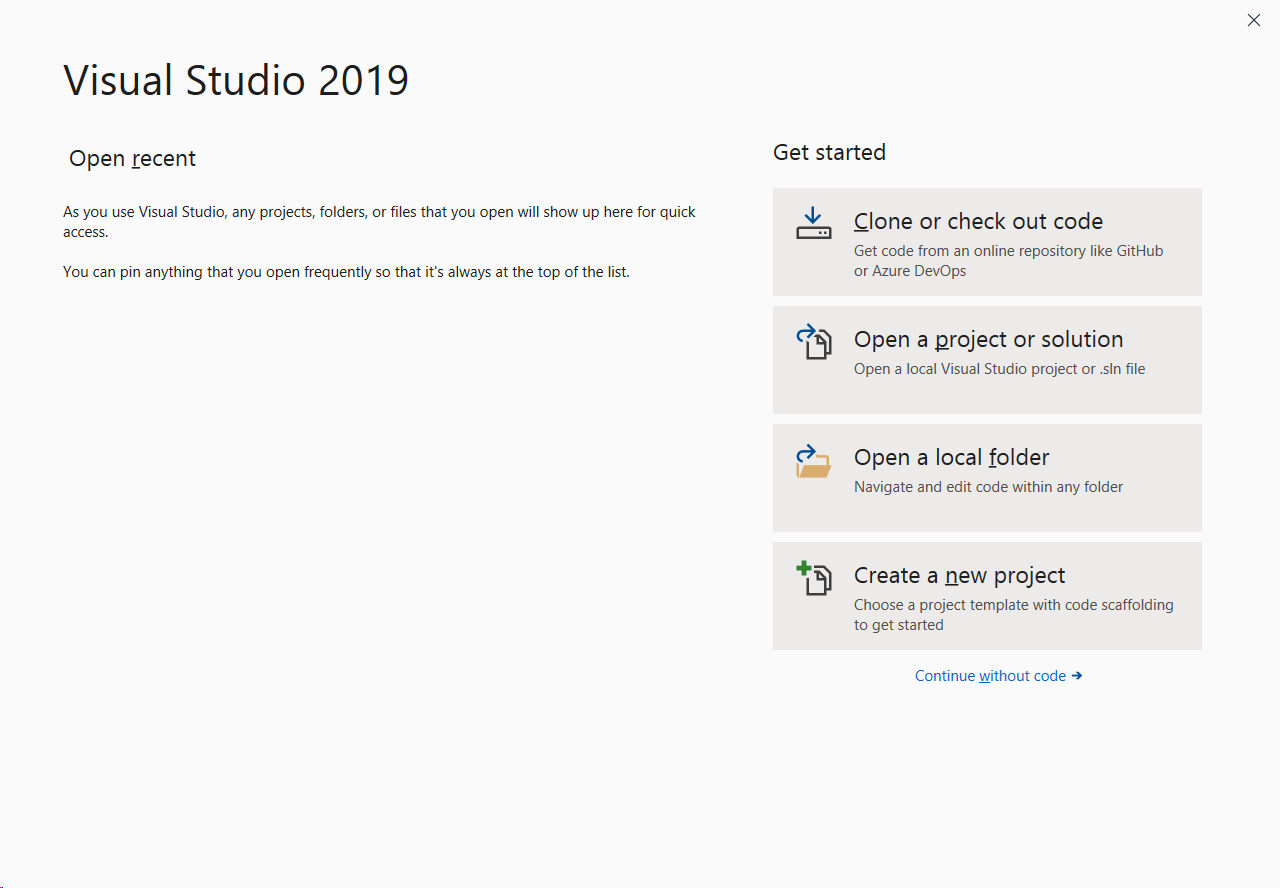 Visual Studio 2019
Open recent
As you use Visual Studio, any projects, folders, or files that you open will show up here for quick
access.
You can pin anything that you open frequently so that it's always at the top of the list.
Get started
Clone or check out code
Get code from an online repository like GitHub
or Azure DevOps
Open a project or solution
Open a local Visual Studio project or .sln file
Open a local folder
Navigate and edit code within any folder
Create a new project
Choose a project template with code scaffolding
to get started
Continue without code